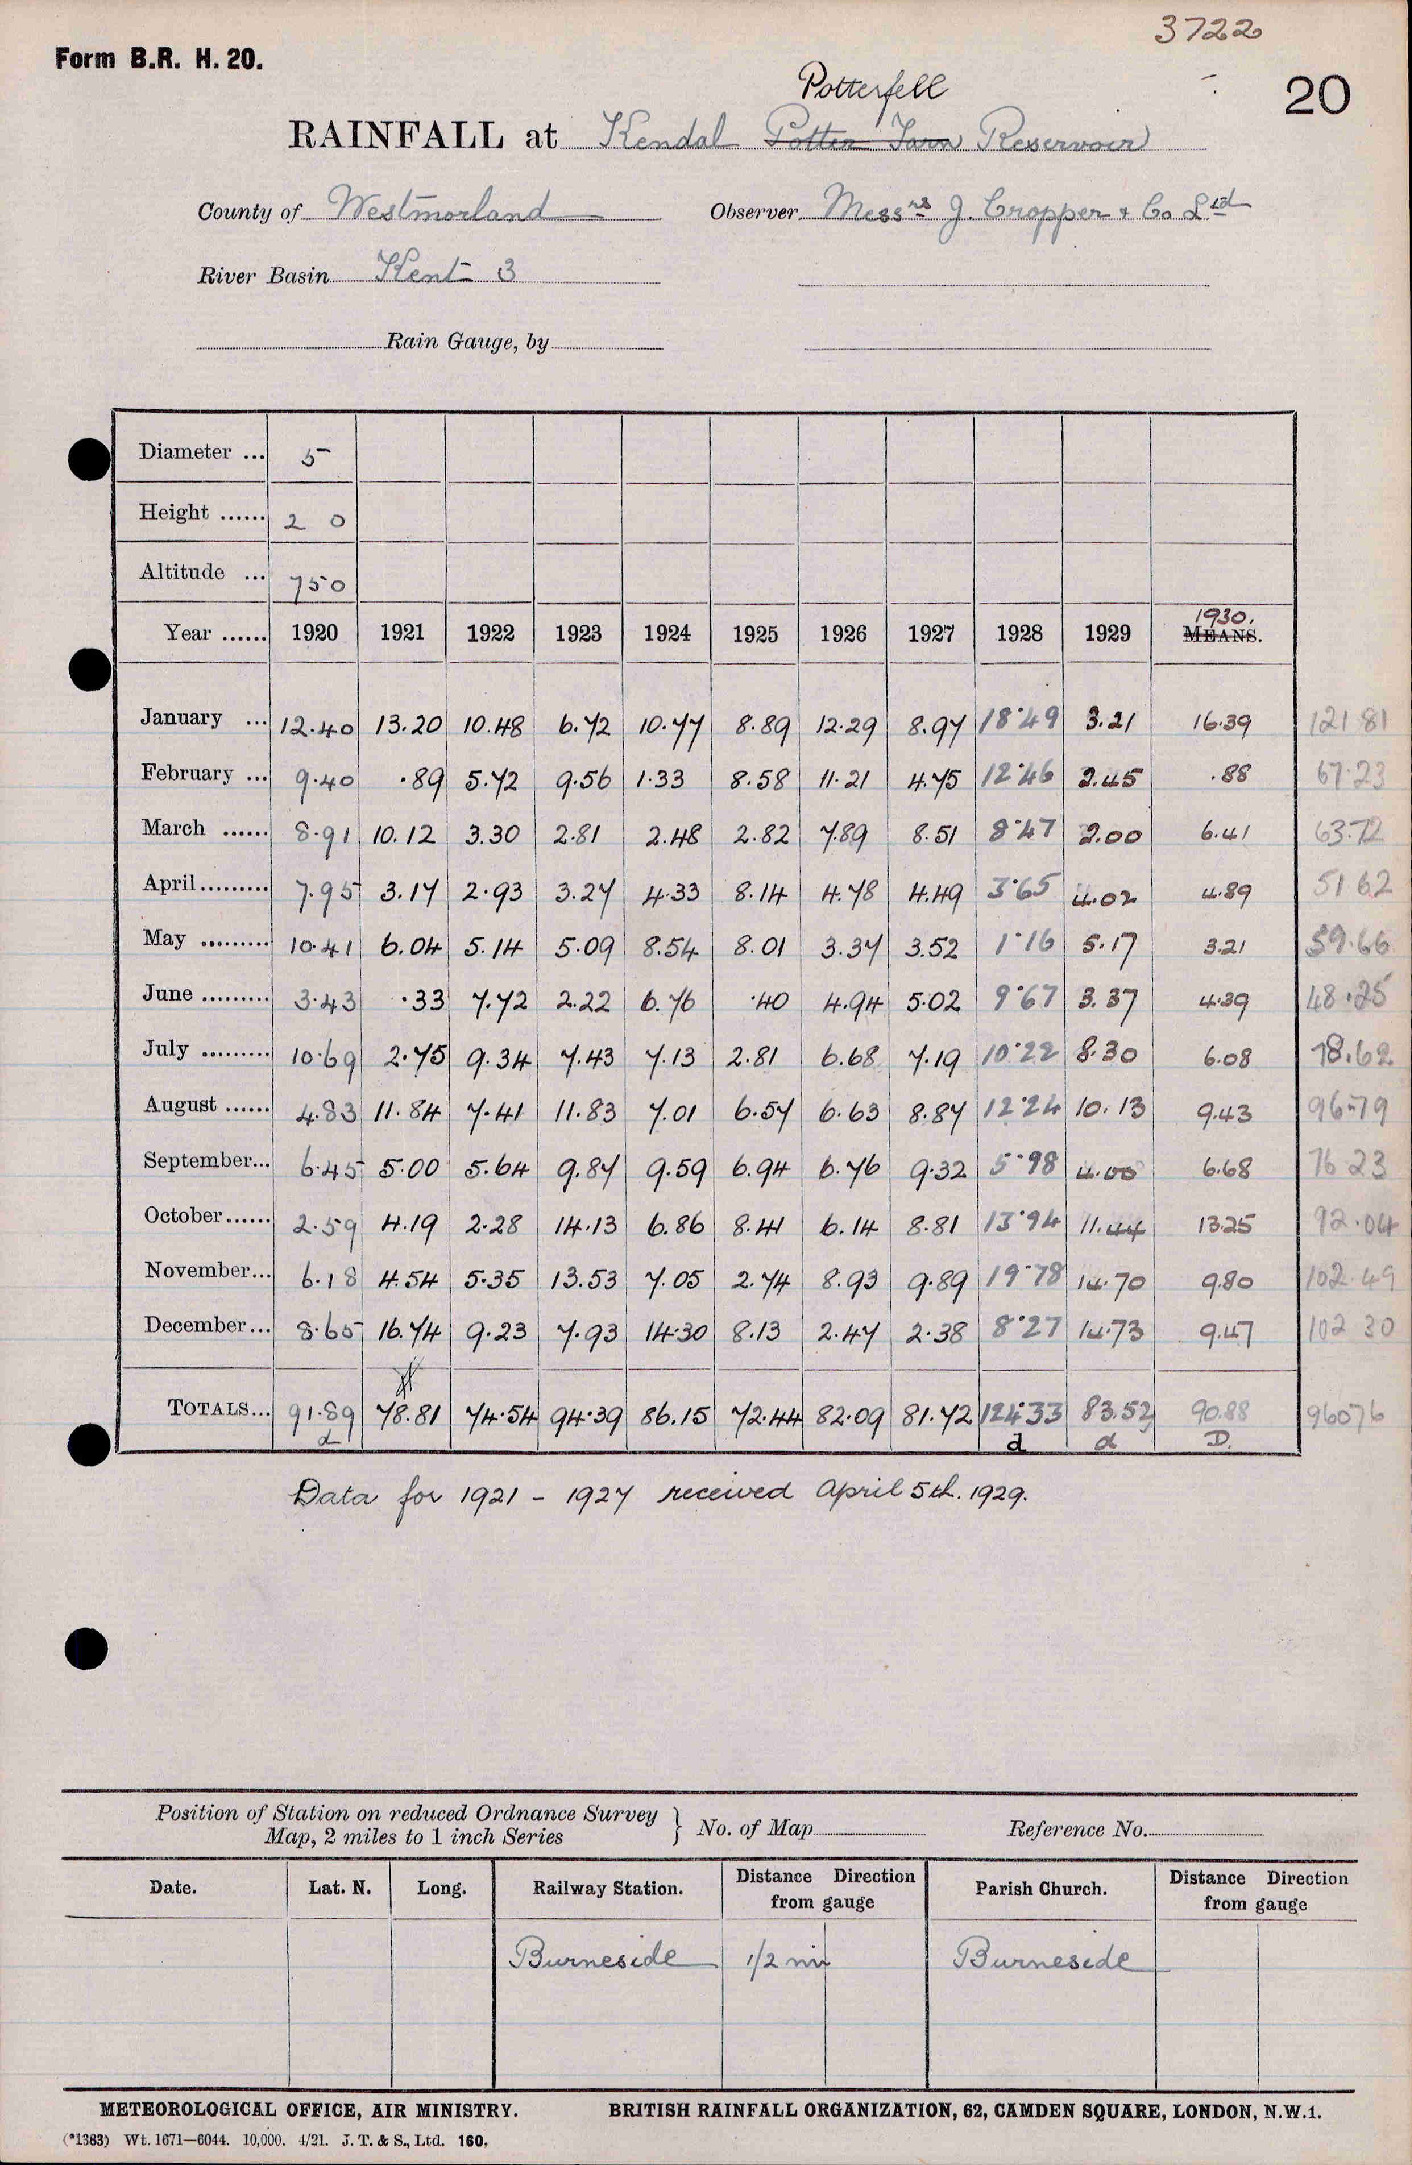 3722
Form B.R. H. 20.
20
Potterfell
RAINFALL at Kendal Potter Tarn Reservoir
County of Westmorland Observer Messrs J. Cropper & Co Ltd
River Basin Kent 3
Rain Gauge, by
Diameter ... 5
Height ...... 2 0
Altitude ... 750
1930.
Year ...... 1920 1921 1922 1923 1924 1925 1926 1927 1928 1929 MEANS.
January ... 12.40 13.20 10.48 6.72 10.77 8.89 12.29 8.97 18.49 3.21 16.39 121 81
February ... 9.40 .89 5.72 9.56 1.33 8.58 11.21 4.75 12.46 2.45 .88 67.23
March ...... 8.91 10.12 3.30 2.81 2.48 2.82 7.89 8.51 8.47 2.00 6.41 63.72
April......... 7.95 3.17 2.93 3.27 4.33 8.14 4.78 4.49 3.65 4.02 4.89 51 62
May ......... 10.41 6.04 5.14 5.09 8.54 8.01 3.37 3.52 1.16 5.17 3.21 59.66
June ......... 3.43 .33 7.72 2.22 6.76 .40 4.94 5.02 9.67 3.37 4.39 48.25
July ......... 10.69 2.75 9.34 7.43 7.13 2.81 6.68 7.19 10.22 8.30 6.08 78.62
August ...... 4.83 11.84 7.41 11.83 7.01 6.57 6.63 8.87 12.24 10.13 9.43 96.79
September... 6.45 5.00 5.64 9.87 9.59 6.94 6.76 9.32 5.98 4.00 6.68 76 23
October...... 2.59 4.19 2.28 14.13 6.86 8.41 6.14 8.81 13.94 11.44 13.25 92.04
November... 6.18 4.54 5.35 13.53 7.05 2.74 8.93 9.89 19.78 14.70 9.80 102.49
December... 8.65 16.74 9.23 7.93 14.30 8.13 2.47 2.38 8.27 14.73 9.47 102 30
TOTALS... 91.89 78.81 74.54 94.39 86.15 72.44 82.09 81.72 124.33 83.52 90.88 96076
d d d D.
Data for 1921 - 1927 received April 5th. 1929.
Position of Station on reduced Ordnance Survey
Map, 2 miles to 1 inch Series } No. of Map Reference No.
Date. Lat. N. Long. Railway Station. Distance Direction from gauge Parish Church. Distance Direction from gauge
Burneside 1/2 mi Burneside
METEOROLOGICAL OFFICE, AIR MINISTRY. BRITISH RAINFALL ORGANIZATION, 62, CAMDEN SQUARE, LONDON, N.W.1.
(*1383) Wt. 1671—6044. 10,000. 4/21. J. T. & S., Ltd. 160.